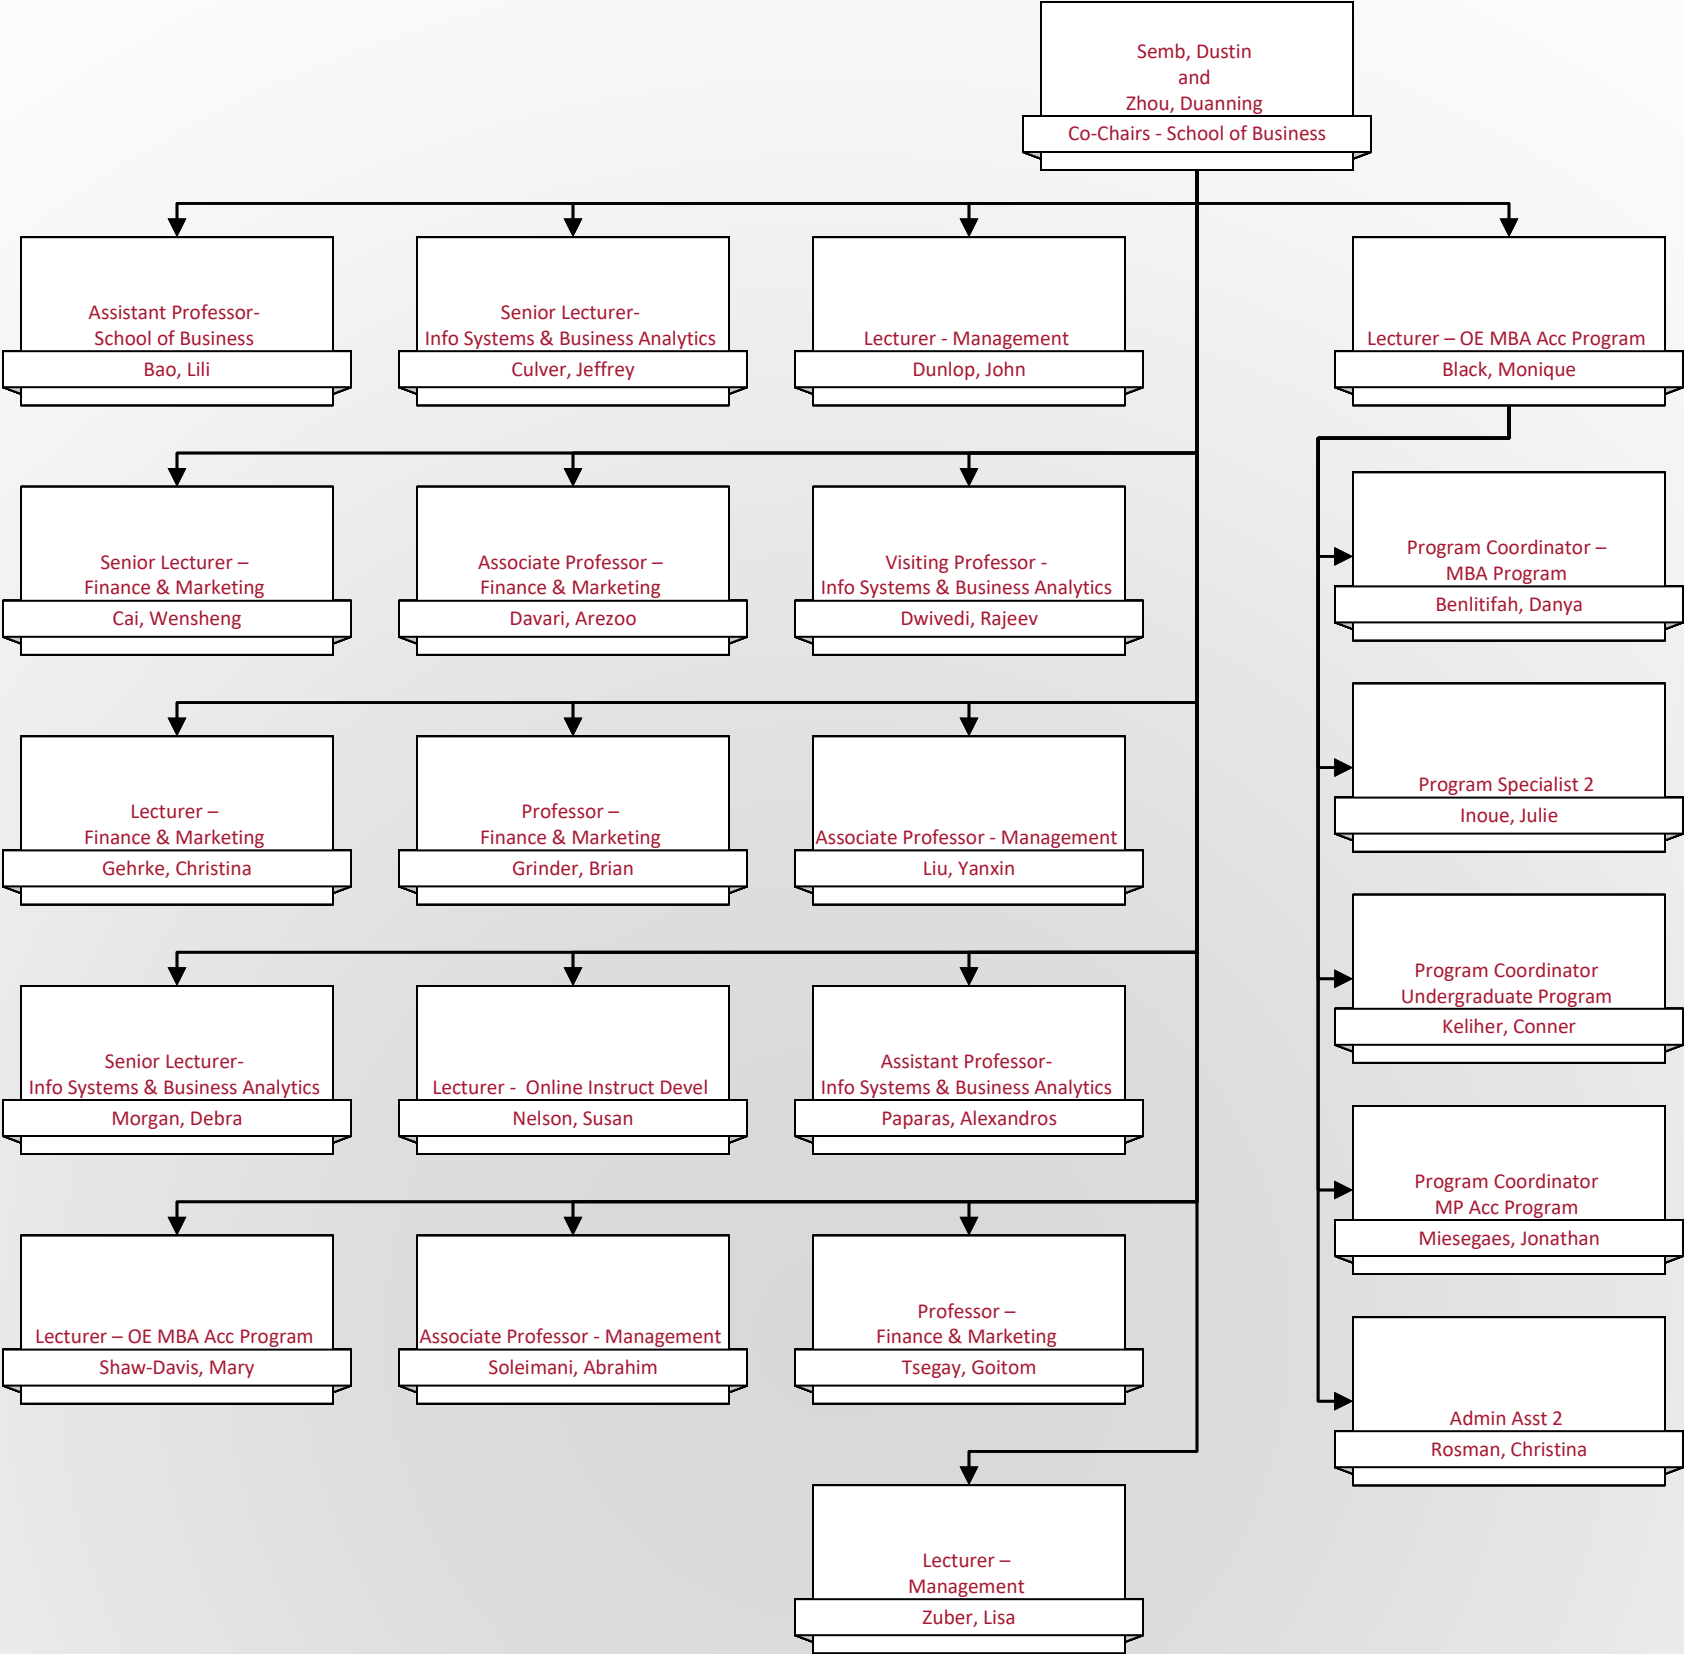 Semb, Dustin
and
Zhou, Duanning
Co-Chairs - School of Business
Assistant Professor-
School of Business
Bao, Lili
Senior Lecturer-
Info Systems & Business Analytics
Culver, Jeffrey
Lecturer - Management
Dunlop, John
Lecturer – OE MBA Acc Program
Black, Monique
Senior Lecturer –
Finance & Marketing
Cai, Wensheng
Associate Professor –
Finance & Marketing
Davari, Arezoo
Visiting Professor -
Info Systems & Business Analytics
Dwivedi, Rajeev
Program Coordinator –
MBA Program
Benlitifah, Danya
Lecturer –
Finance & Marketing
Gehrke, Christina
Professor –
Finance & Marketing
Grinder, Brian
Associate Professor - Management
Liu, Yanxin
Program Specialist 2
Inoue, Julie
Senior Lecturer-
Info Systems & Business Analytics
Morgan, Debra
Lecturer -  Online Instruct Devel
Nelson, Susan
Assistant Professor-
Info Systems & Business Analytics
Paparas, Alexandros
Program Coordinator
Undergraduate Program
Keliher, Conner
Program Coordinator
MP Acc Program
Miesegaes, Jonathan
Lecturer – OE MBA Acc Program
Shaw-Davis, Mary
Associate Professor - Management
Soleimani, Abrahim
Professor –
Finance & Marketing
Tsegay, Goitom
Admin Asst 2
Rosman, Christina
Lecturer –
Management
Zuber, Lisa